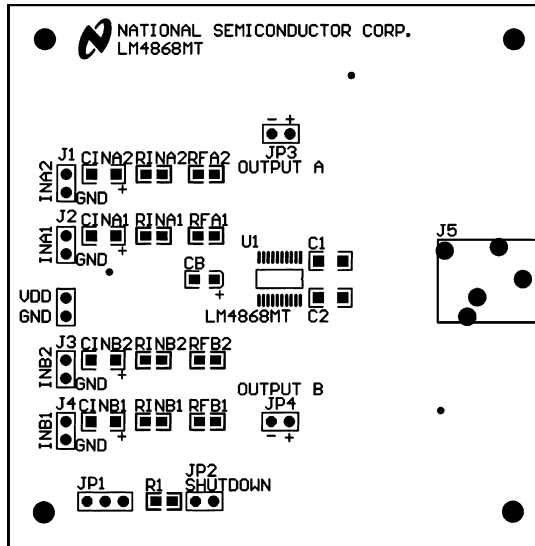 NATIONAL SEMICONDUCTOR CORP.
LM4868MT
- +
JP3
OUTPUT A
J1 CINA2 RINA2 RFA2
INA2
GND +
J2 CINA1 RINA1 RFA1
INA1
GND +
U1 C1
J5
CB
+
VDD
GND
LM4868MT C2
J3 CINB2 RINB2 RFB2
INB2
GND +
OUTPUT B
J4 CINB1 RINB1 RFB1 JP4
INB1
GND +
- +
JP1 R1 JP2
SHUTDOWN